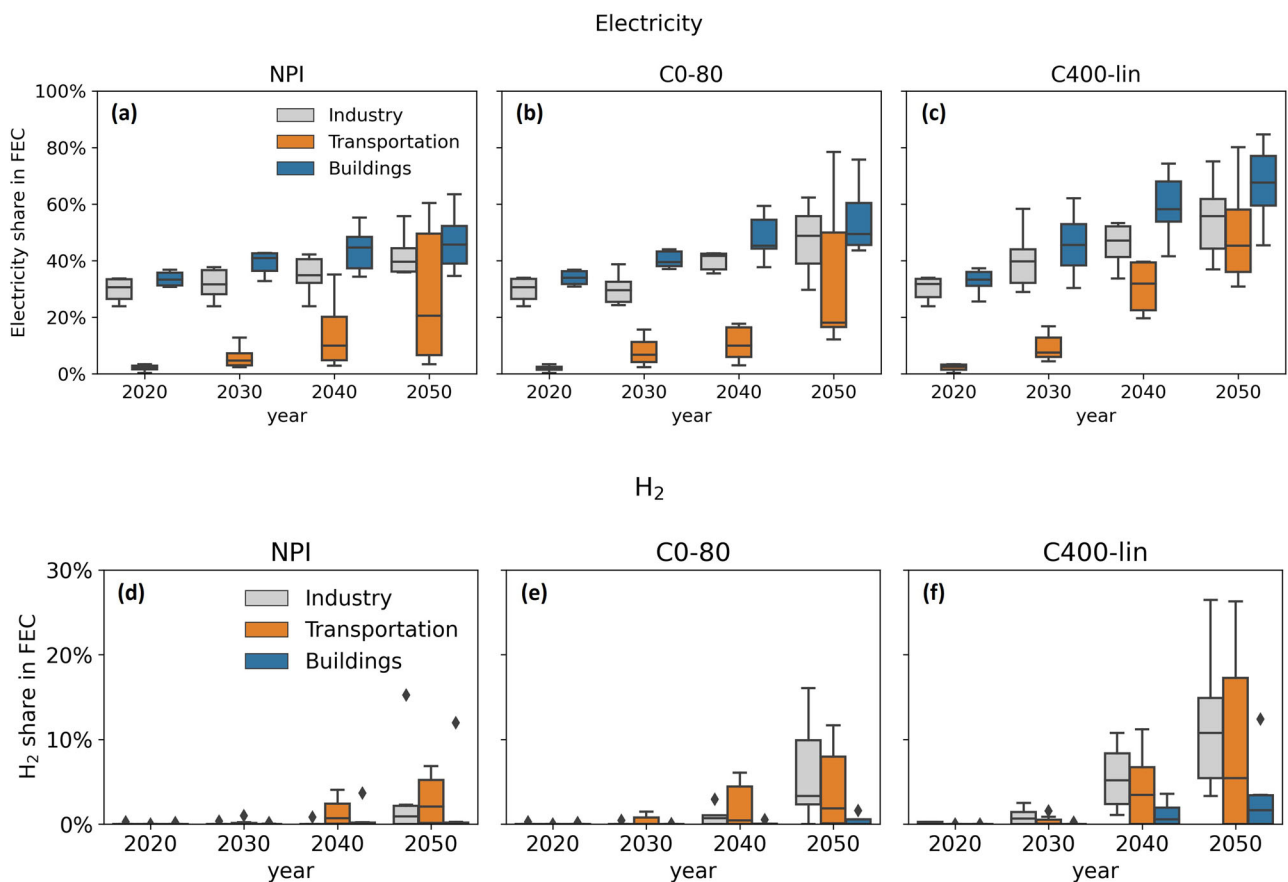 Electricity
NPI
C0-80
C400-lin
Electricity share in FEC
100%
80%
60%
40%
20%
0%
(a)
Industry
Transportation
Buildings
(b)
(c)
2020 2030 2040 2050
2020 2030 2040 2050
2020 2030 2040 2050
year
year
year
H₂
NPI
C0-80
C400-lin
H₂ share in FEC
30%
20%
10%
0%
(d)
Industry
Transportation
Buildings
(e)
(f)
2020 2030 2040 2050
2020 2030 2040 2050
2020 2030 2040 2050
year
year
year